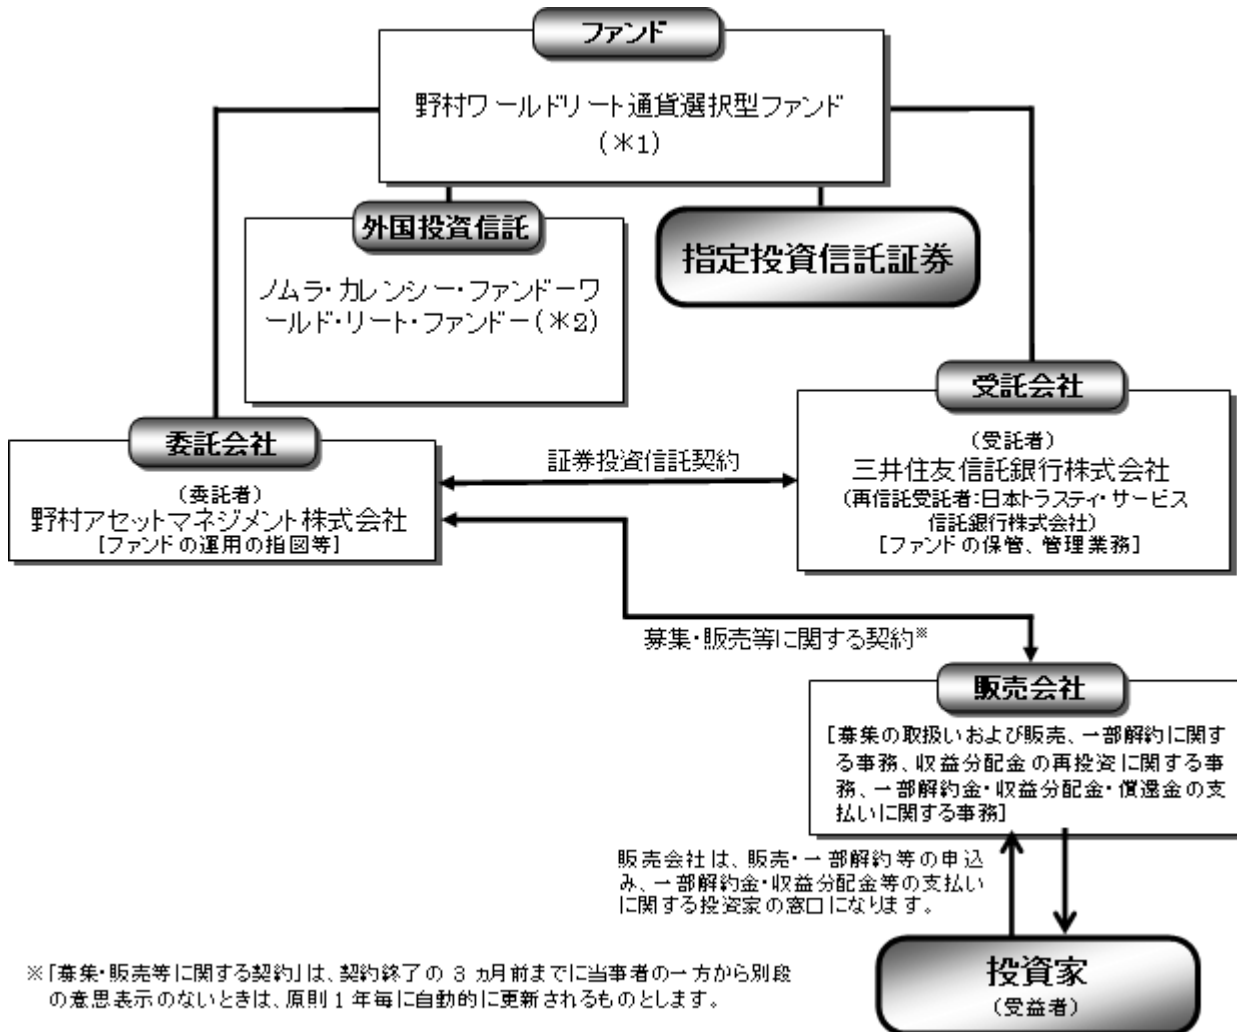 ファンド
野村ワールドリート通貨選択型ファンド
(＊1)
外国投資信託
ノムラ・カレンシー・ファンドーワ
ールド・リート・ファンドー(＊2)
指定投資信託証券
受託会社
(受託者)
三井住友信託銀行株式会社
(再信託受託者:日本トラスティ・サービス
信託銀行株式会社)
[ファンドの保管、管理業務]
委託会社
(委託者)
野村アセットマネジメント株式会社
[ファンドの運用の指図等]
証券投資信託契約
募集・販売等に関する契約※
販売会社
[募集の取扱いおよび販売、一部解約に関す
る事務、収益分配金の再投資に関する事
務、一部解約金・収益分配金・償還金の支
払いに関する事務]
販売会社は、販売・一部解約等の申込
み、一部解約金・収益分配金等の支払い
に関する投資家の窓口になります。
投資家
(受益者)
※「募集・販売等に関する契約」は、契約終了の 3 ヵ月前までに当事者の一方から別段
の意思表示のないときは、原則 1 年毎に自動的に更新されるものとします。